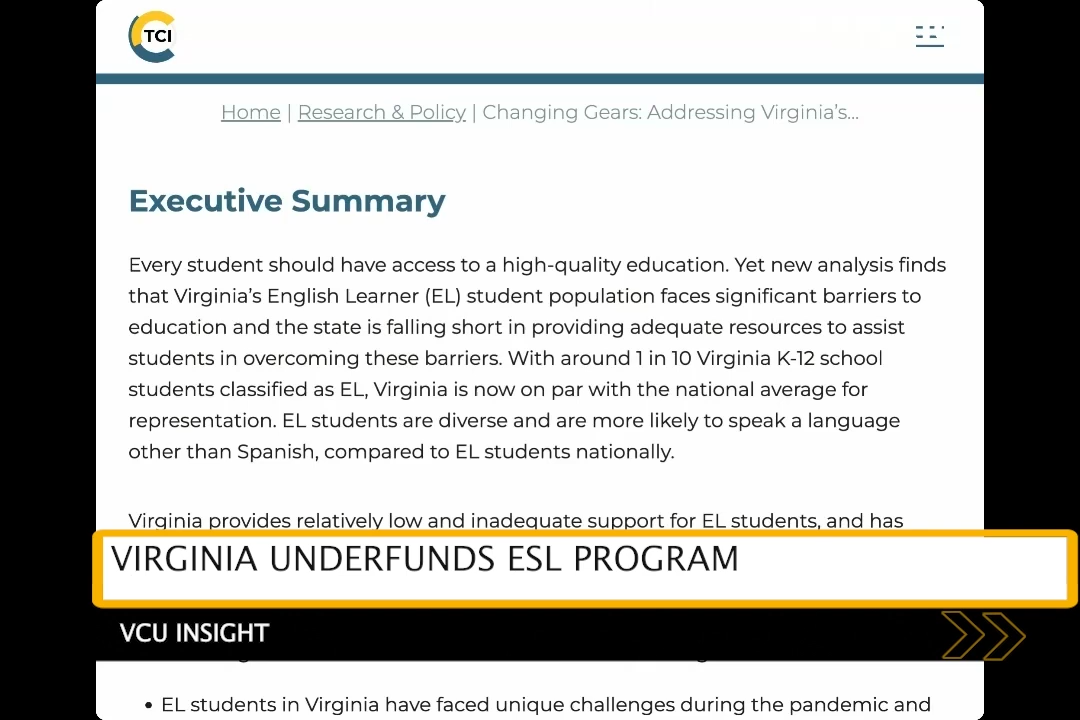 TCI
Home | Research & Policy | Changing Gears: Addressing Virginia's...
Executive Summary
Every student should have access to a high-quality education. Yet new analysis finds
that Virginia's English Learner (EL) student population faces significant barriers to
education and the state is falling short in providing adequate resources to assist
students in overcoming these barriers. With around 1 in 10 Virginia K-12 school
students classified as EL, Virginia is now on par with the national average for
representation. EL students are diverse and are more likely to speak a language
other than Spanish, compared to EL students nationally.
Virginia provides relatively low and inadequate support for EL students, and has
VIRGINIA UNDERFUNDS ESL PROGRAM
VCU INSIGHT
• EL students in Virginia have faced unique challenges during the pandemic and